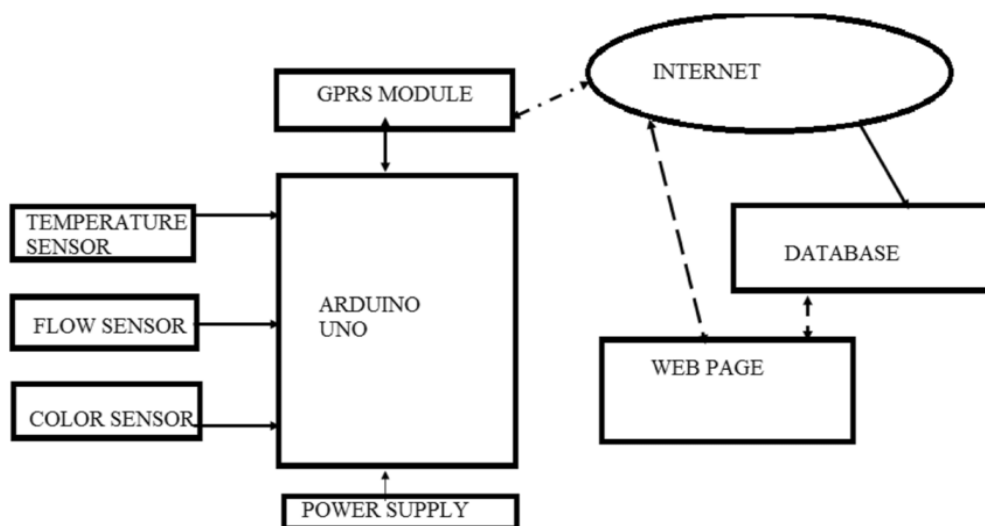 INTERNET
GPRS MODULE
TEMPERATURE
SENSOR
FLOW SENSOR
COLOR SENSOR
ARDUINO
UNO
POWER SUPPLY
DATABASE
WEB PAGE